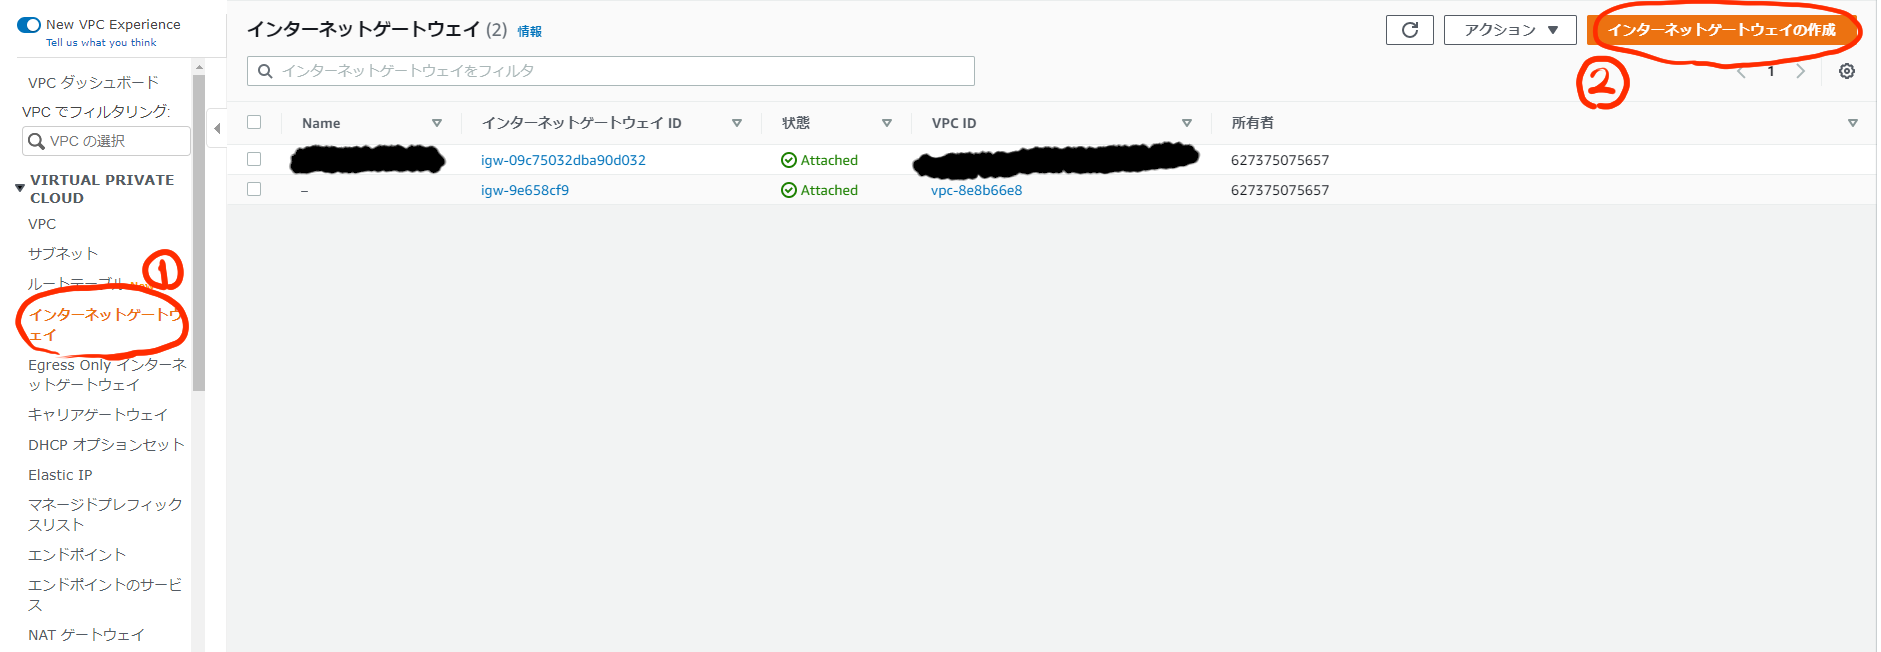 New VPC Experience
Tell us what you think
VPC ダッシュボード
VPC でフィルタリング:
VPC の選択
VIRTUAL PRIVATE
CLOUD
VPC
サブネット
ルートテーブル New
①
インターネットゲートウ
ェイ
Egress Only インターネ
ットゲートウェイ
キャリアゲートウェイ
DHCP オプションセット
Elastic IP
マネージドプレフィック
スリスト
エンドポイント
エンドポイントのサービ
ス
NAT ゲートウェイ
インターネットゲートウェイ (2) 情報
アクション
インターネットゲートウェイの作成
②
インターネットゲートウェイをフィルタ
1
Name インターネットゲートウェイ ID 状態 VPC ID 所有者
igw-09c75032dba90d032 Attached 627375075657
– igw-9e658cf9 Attached vpc-8e8b66e8 627375075657